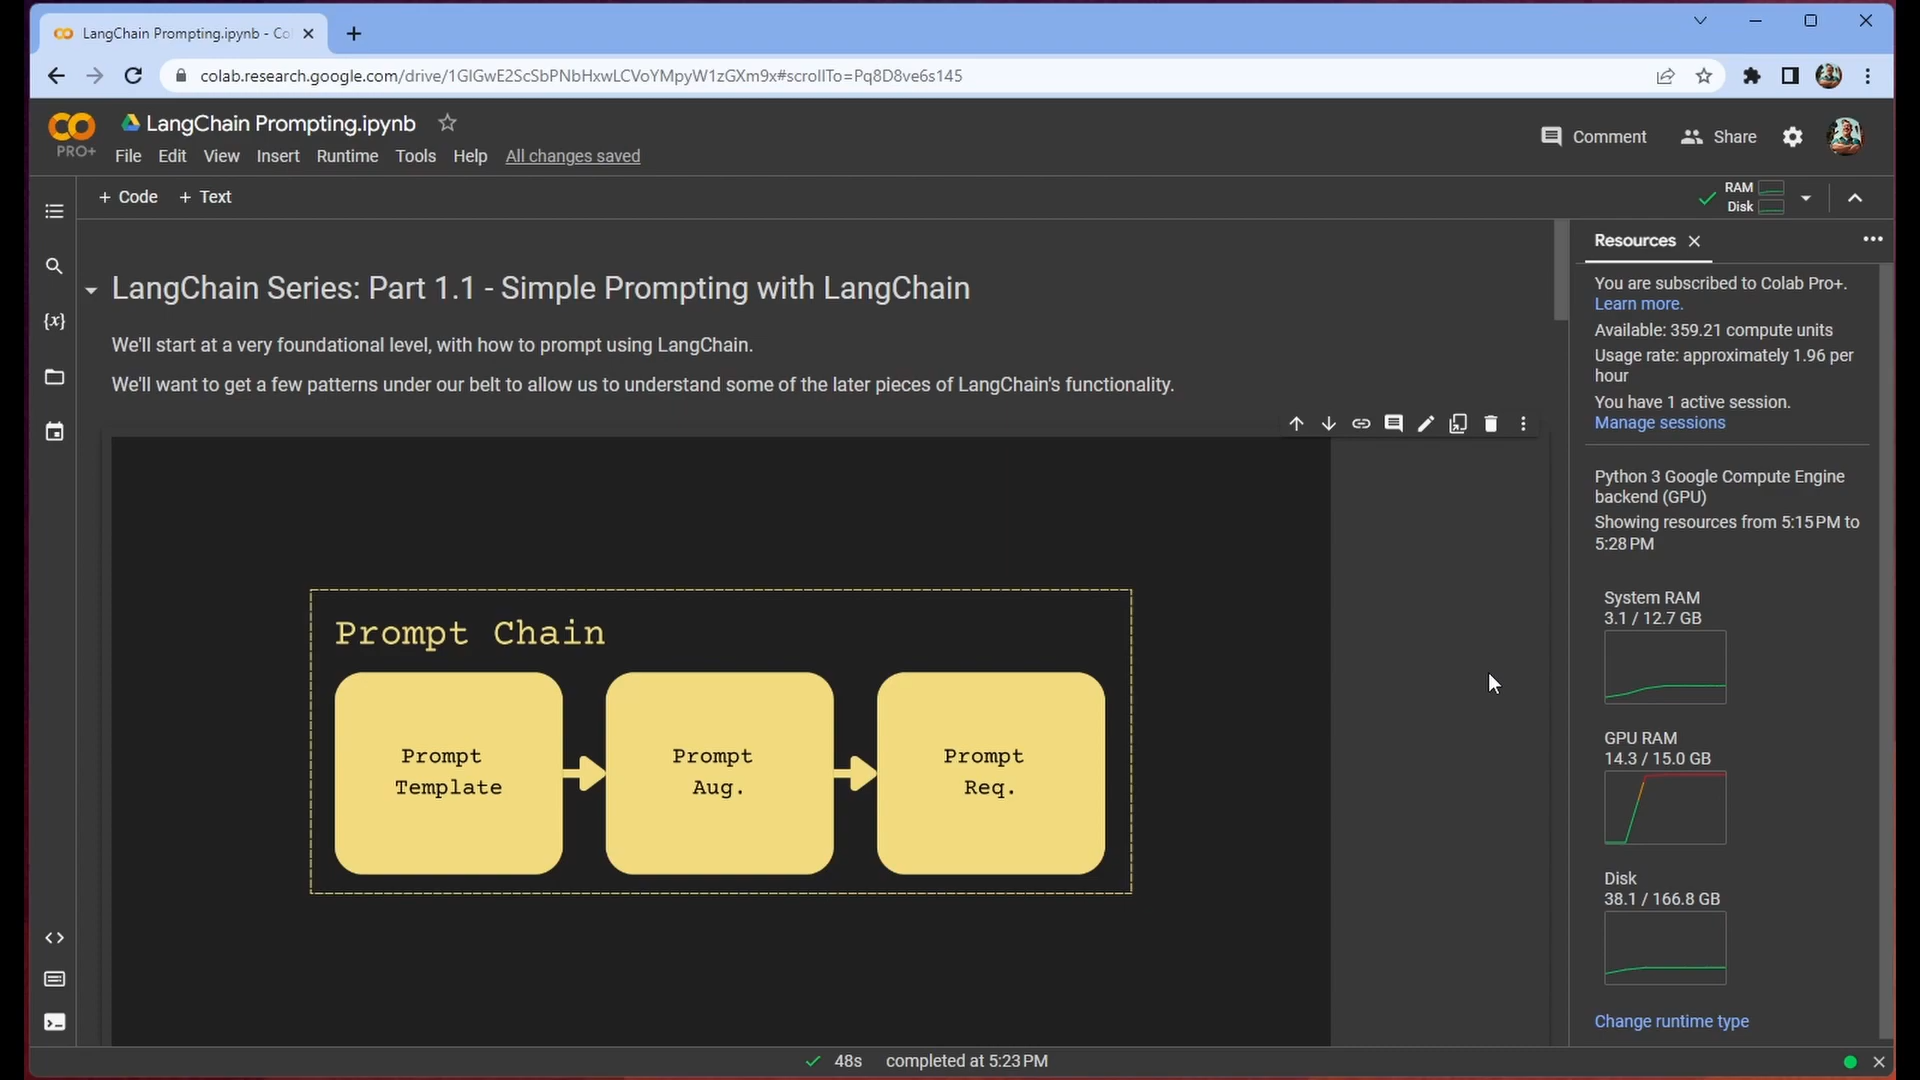 LangChain Prompting.ipynb - Co
colab.research.google.com/drive/1GIGwE2ScSbPNbHxwLCVoYMpyW1zGXm9x#scrollTo=Pq8D8ve6s145
PRO+
LangChain Prompting.ipynb
File Edit View Insert Runtime Tools Help All changes saved
Comment Share
+ Code + Text
RAM
Disk
LangChain Series: Part 1.1 - Simple Prompting with LangChain
We'll start at a very foundational level, with how to prompt using LangChain.
We'll want to get a few patterns under our belt to allow us to understand some of the later pieces of LangChain's functionality.
Prompt Chain
Prompt
Template
Prompt
Aug.
Prompt
Req.
Resources
You are subscribed to Colab Pro+.
Learn more.
Available: 359.21 compute units
Usage rate: approximately 1.96 per
hour
You have 1 active session.
Manage sessions
Python 3 Google Compute Engine
backend (GPU)
Showing resources from 5:15 PM to
5:28 PM
System RAM
3.1 / 12.7 GB
GPU RAM
14.3 / 15.0 GB
Disk
38.1 / 166.8 GB
Change runtime type
48s completed at 5:23 PM